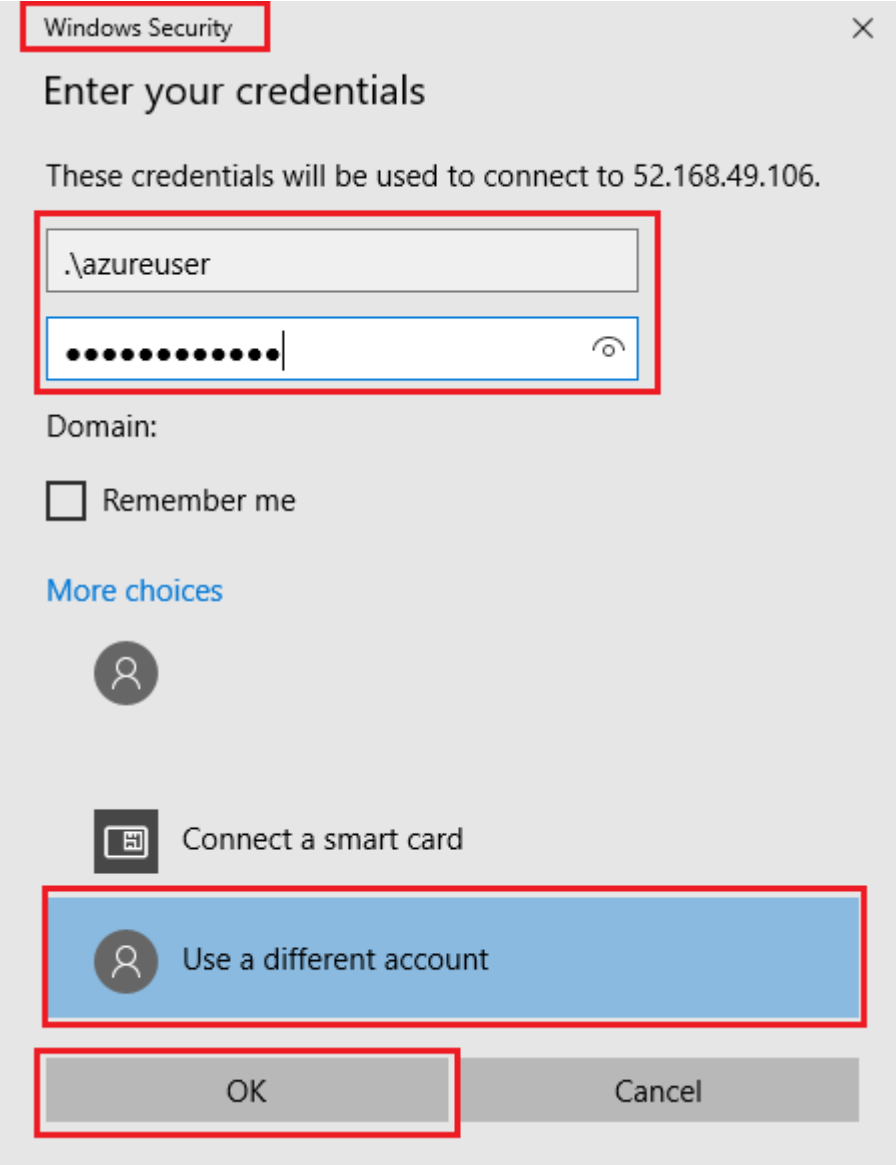 Windows Security
Enter your credentials
These credentials will be used to connect to 52.168.49.106.
.\azureuser
●●●●●●●●●●●●
Domain:
Remember me
More choices
Connect a smart card
Use a different account
OK
Cancel